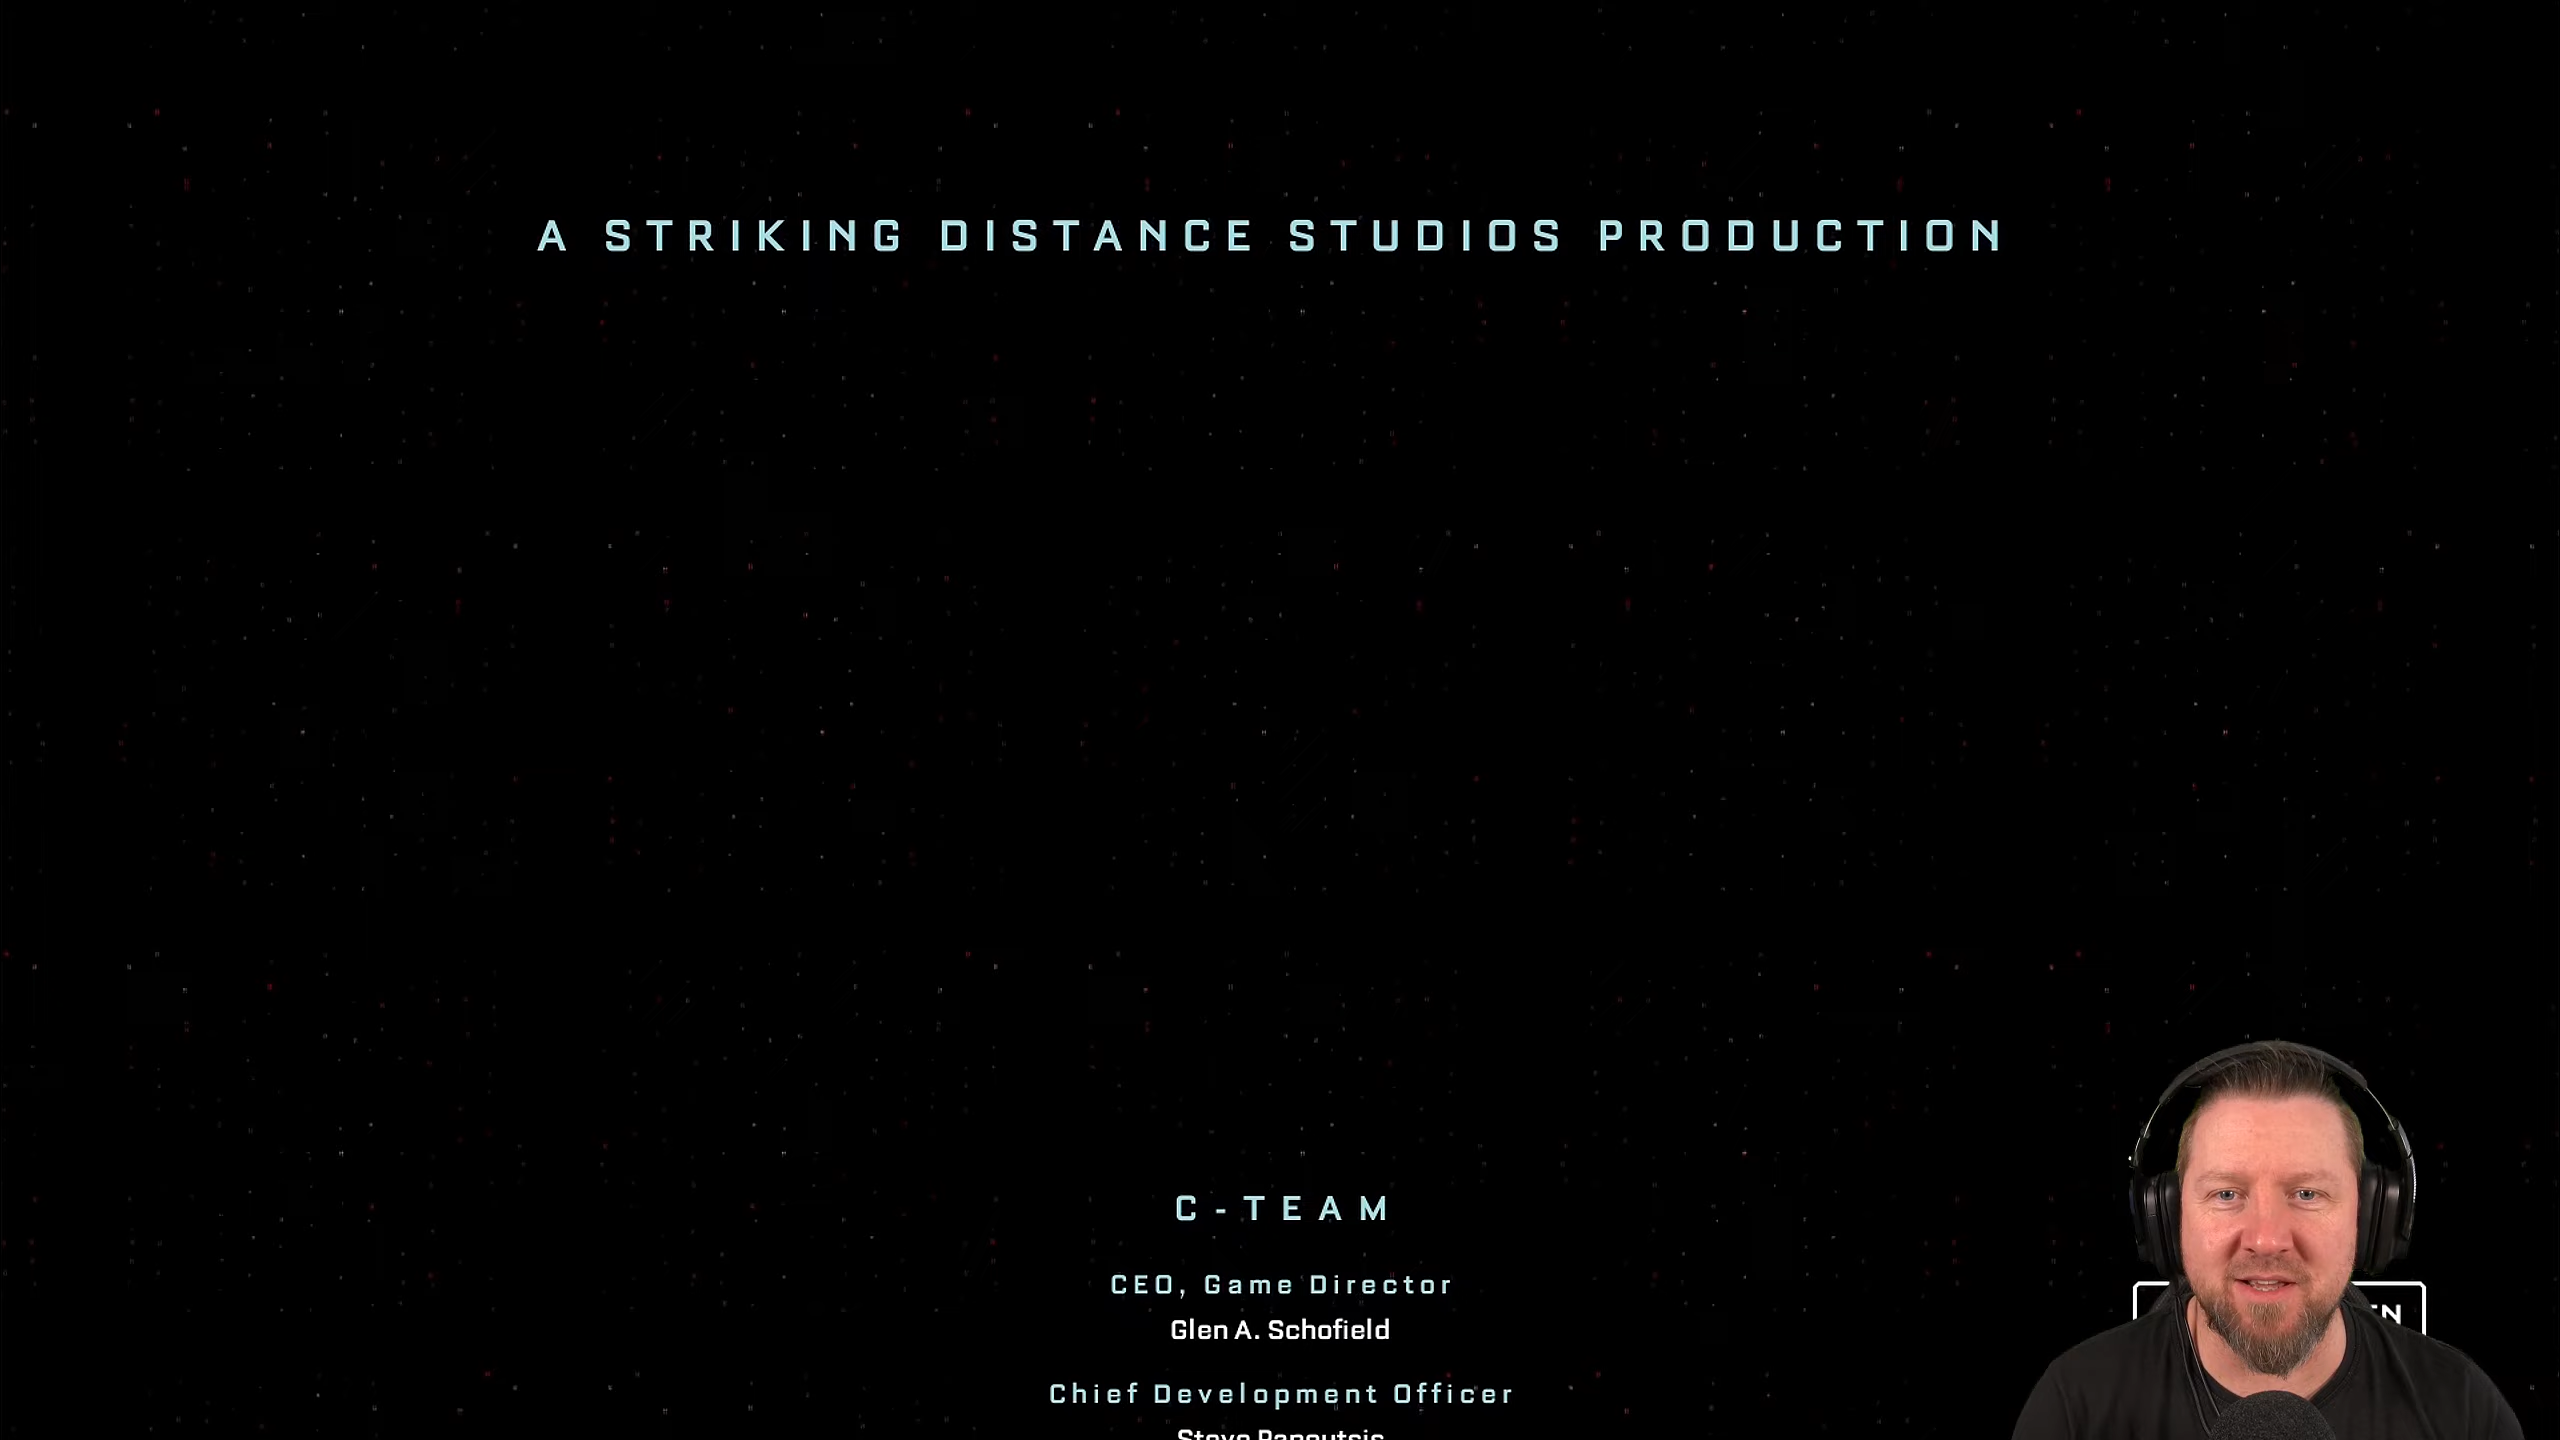 A STRIKING DISTANCE STUDIOS PRODUCTION
C-TEAM
CEO, Game Director
Glen A. Schofield
Chief Development Officer